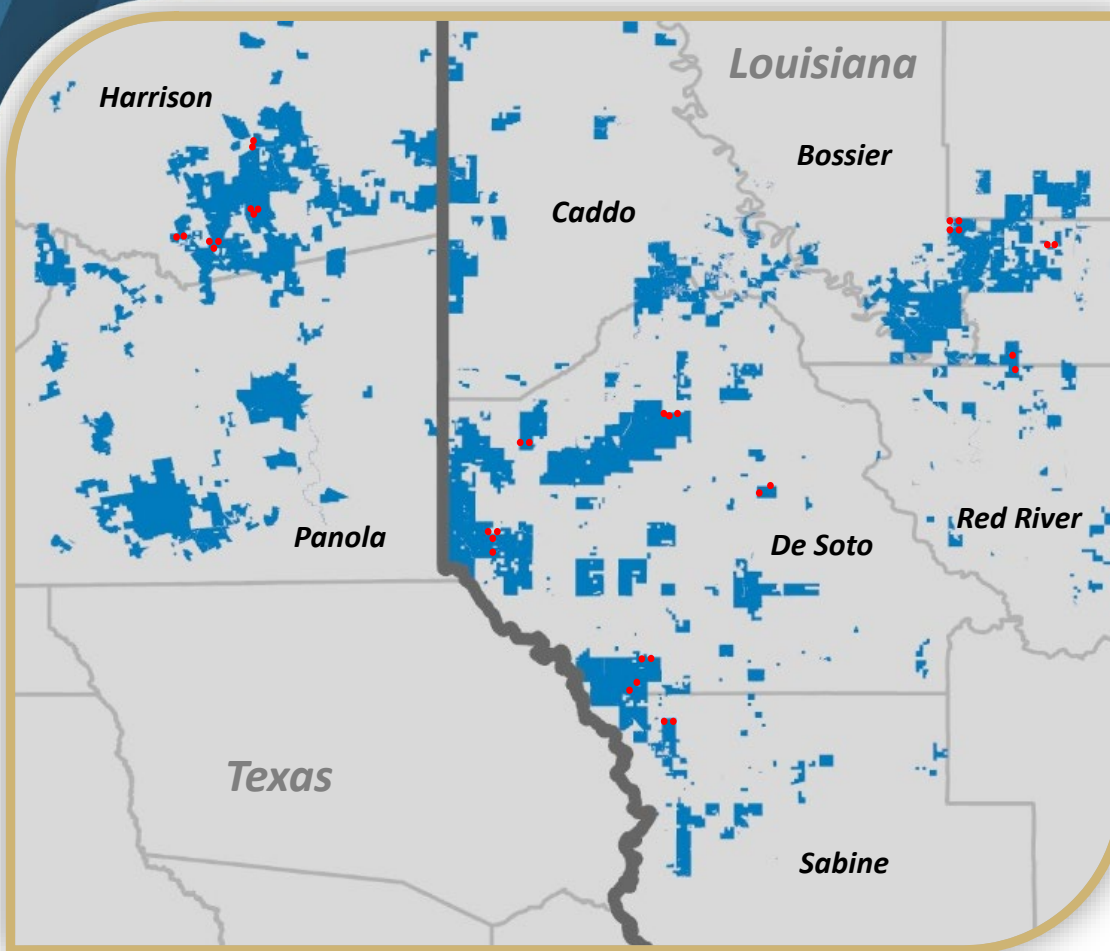 Louisiana
Harrison
Bossier
Caddo
Panola
De Soto
Red River
Texas
Sabine